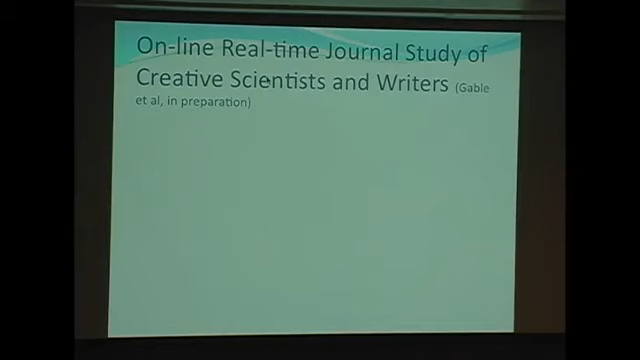 On-line Real-time Journal Study of
Creative Scientists and Writers (Gable
et al, in preparation)